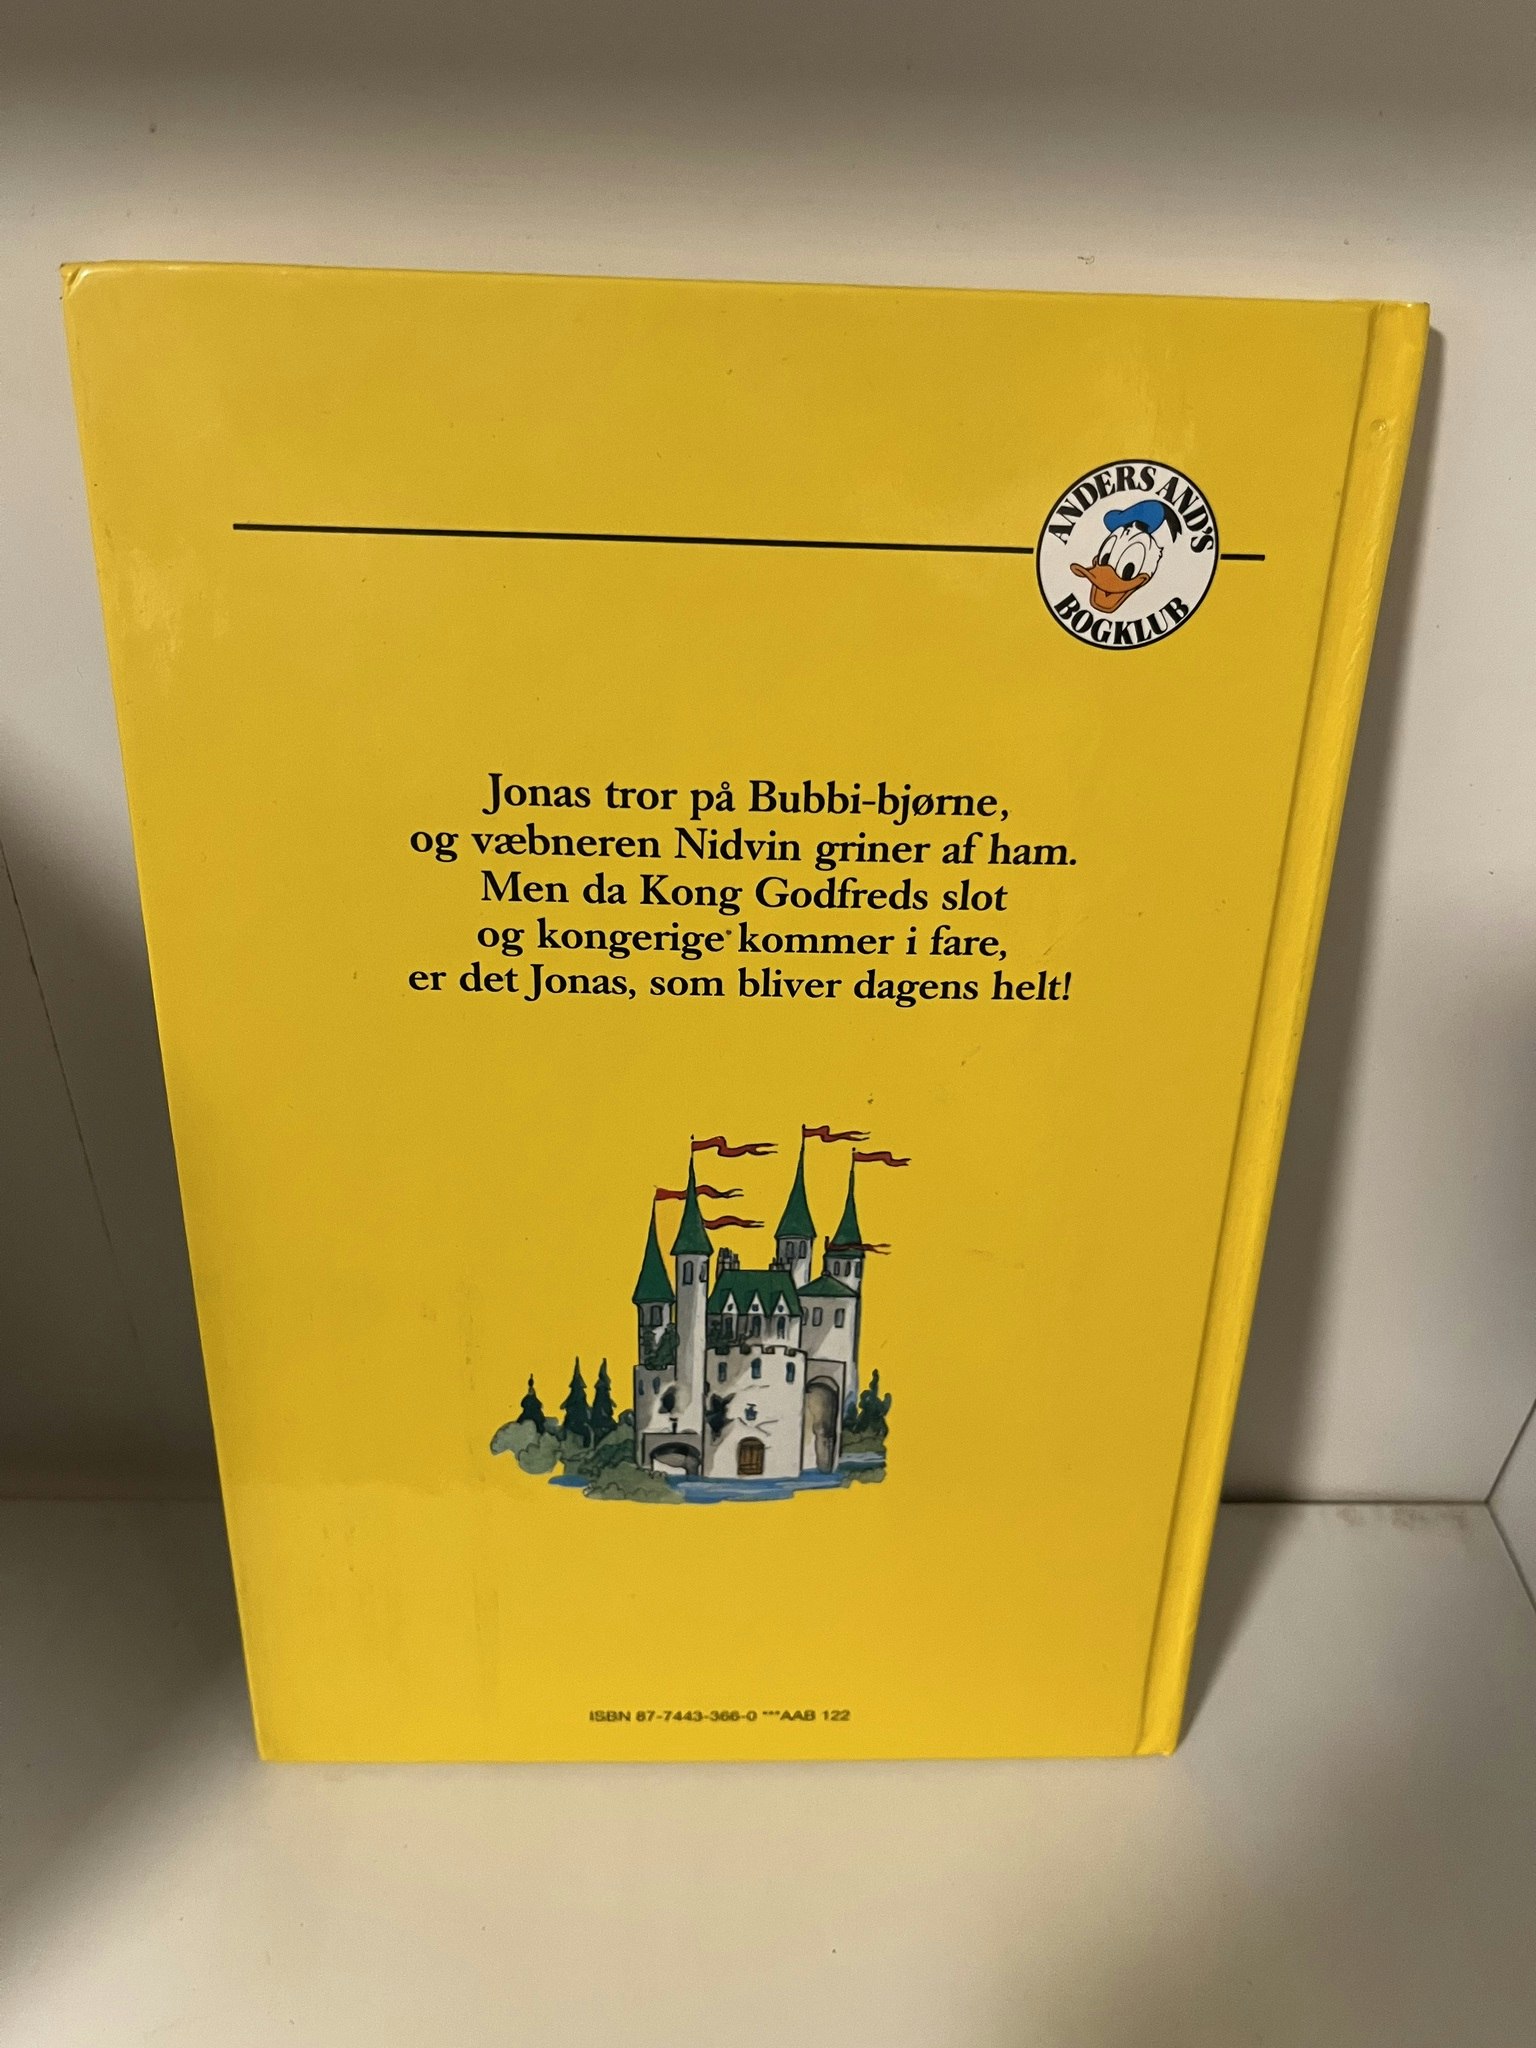 ANDERS AND'S
BOGKLUB
Jonas tror på Bubbi-bjørne,
og væbneren Nidvin griner af ham.
Men da Kong Godfreds slot
og kongerige kommer i fare,
er det Jonas, som bliver dagens helt!
ISBN 87-7443-366-0 ***AAB 122